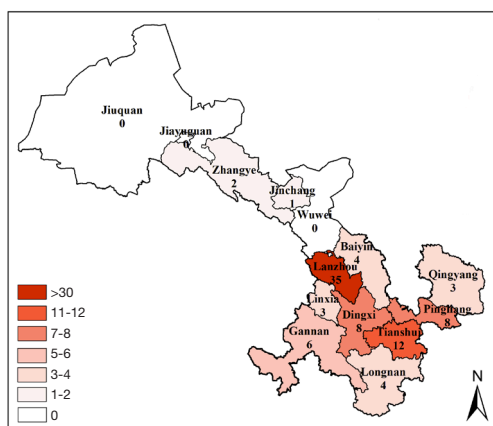 Jiuquan
0
Jiayuguan
0
Zhangye
2
Jinchang
1
Wuwei
0
Baiyin
4
Lanzhou
35
Qingyang
3
Linxia
3
Dingxi
8
Pingliang
8
Gannan
6
Tianshui
12
Longnan
4
>30
11-12
7-8
5-6
3-4
1-2
0
N